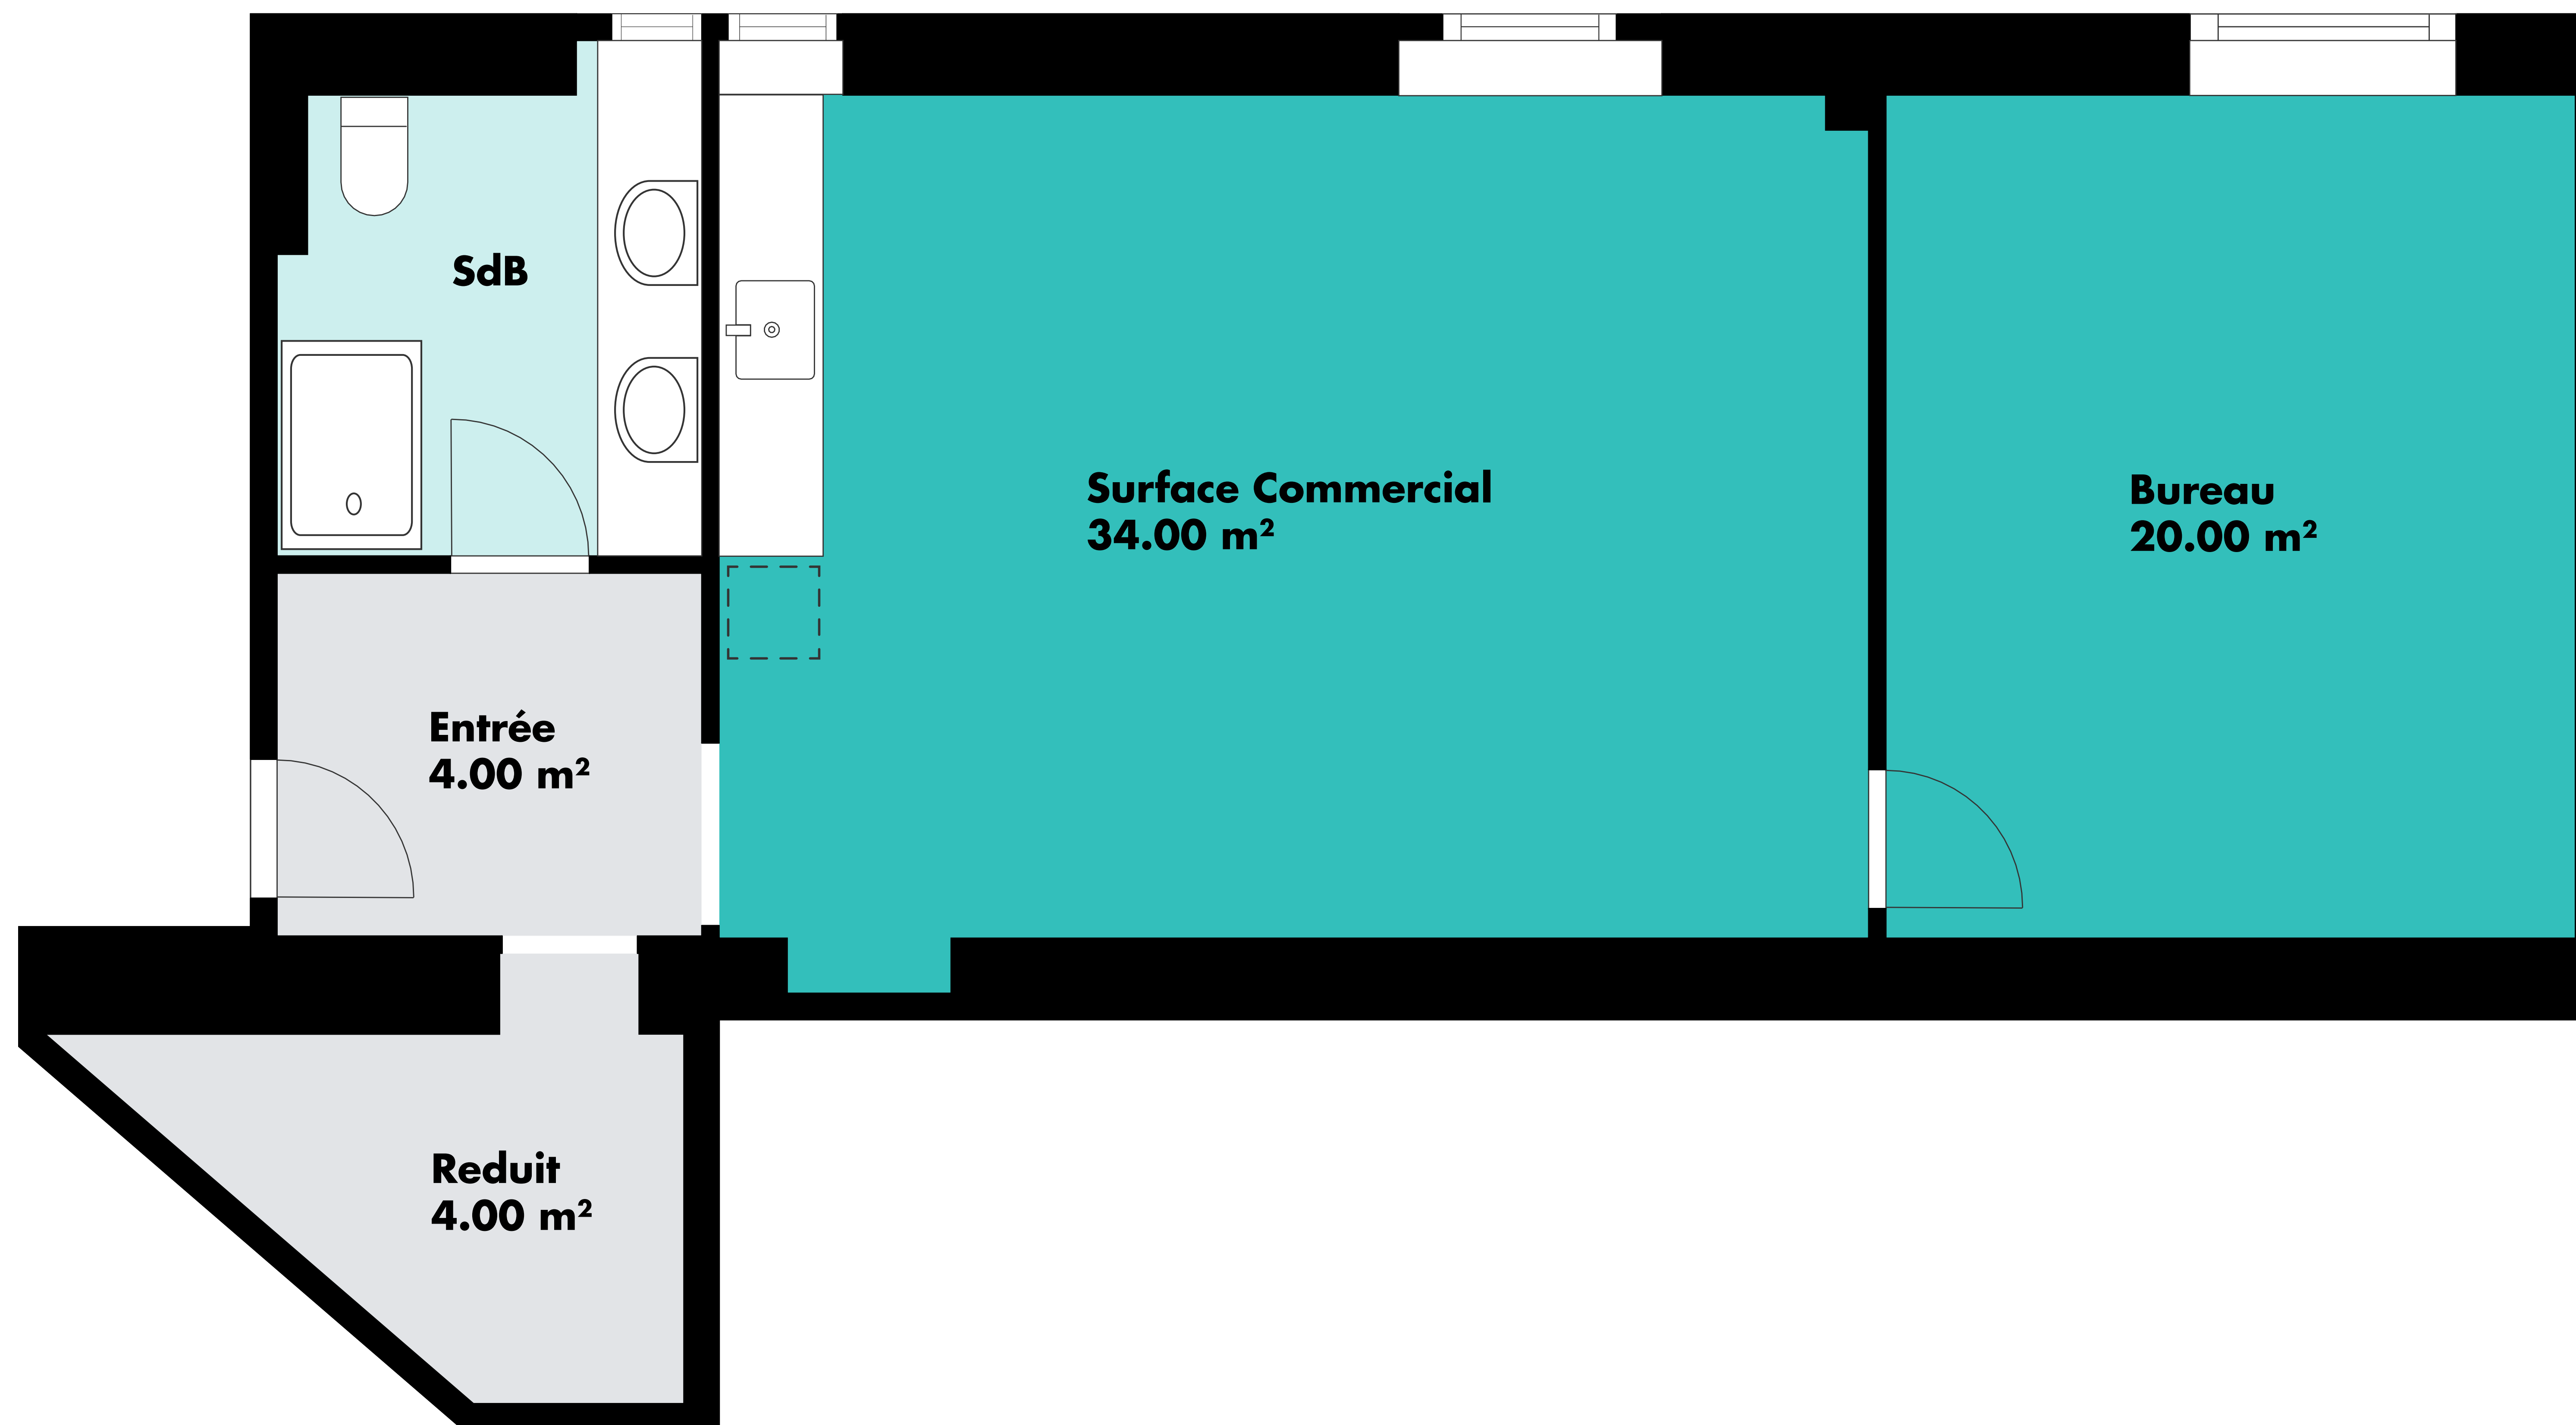 SdB
Surface Commercial
34.00 m²
Bureau
20.00 m²
Entrée
4.00 m²
Reduit
4.00 m²